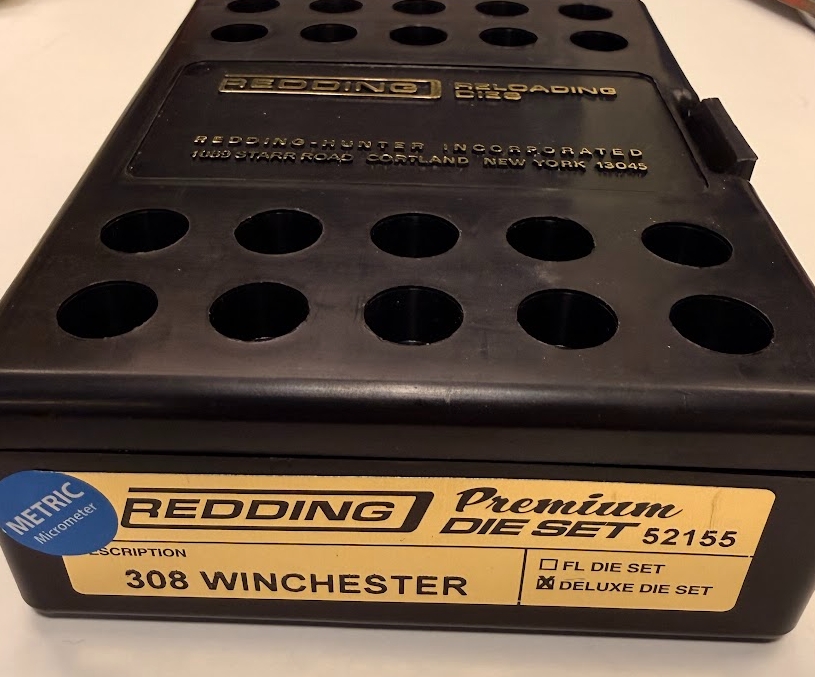 REDDING RELOADING
DIES
REDDING-HUNTER INCORPORATED
1089 STARR ROAD CORTLAND NEW YORK 13045
METRIC
Micrometer
REDDING Premium
DIE SET 52155
ESCRIPTION
308 WINCHESTER
FL DIE SET
DELUXE DIE SET